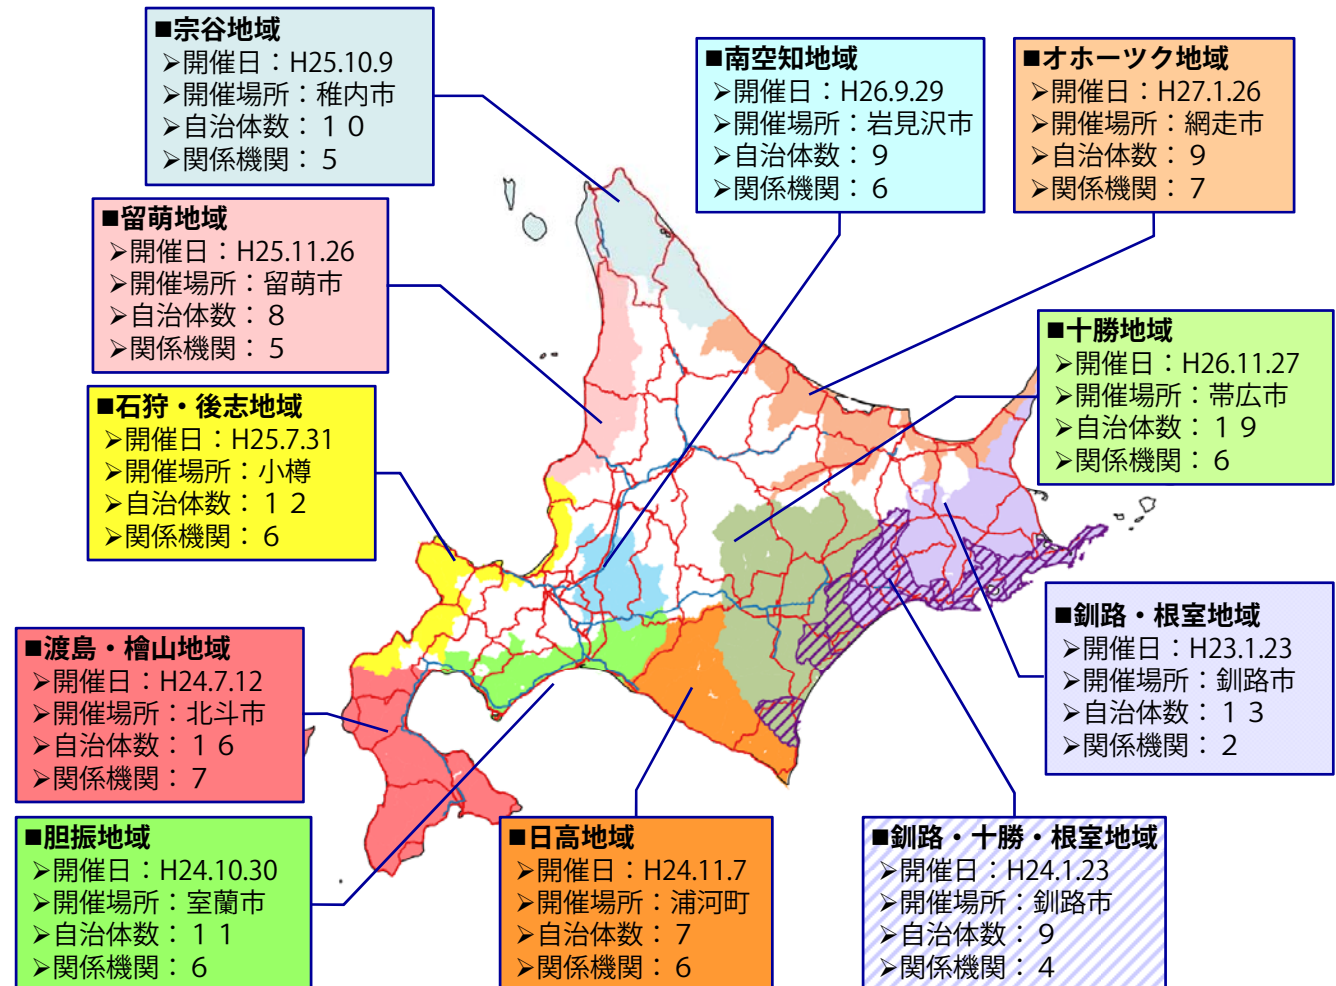 ■宗谷地域
➢開催日：H25.10.9
➢開催場所：稚内市
➢自治体数：１０
➢関係機関：５
■南空知地域
➢開催日：H26.9.29
➢開催場所：岩見沢市
➢自治体数：９
➢関係機関：６
■オホーツク地域
➢開催日：H27.1.26
➢開催場所：網走市
➢自治体数：９
➢関係機関：７
■留萌地域
➢開催日：H25.11.26
➢開催場所：留萌市
➢自治体数：８
➢関係機関：５
■十勝地域
➢開催日：H26.11.27
➢開催場所：帯広市
➢自治体数：１９
➢関係機関：６
■石狩・後志地域
➢開催日：H25.7.31
➢開催場所：小樽
➢自治体数：１２
➢関係機関：６
■釧路・根室地域
➢開催日：H23.1.23
➢開催場所：釧路市
➢自治体数：１３
➢関係機関：２
■渡島・檜山地域
➢開催日：H24.7.12
➢開催場所：北斗市
➢自治体数：１６
➢関係機関：７
■胆振地域
➢開催日：H24.10.30
➢開催場所：室蘭市
➢自治体数：１１
➢関係機関：６
■日高地域
➢開催日：H24.11.7
➢開催場所：浦河町
➢自治体数：７
➢関係機関：６
■釧路・十勝・根室地域
➢開催日：H24.1.23
➢開催場所：釧路市
➢自治体数：９
➢関係機関：４